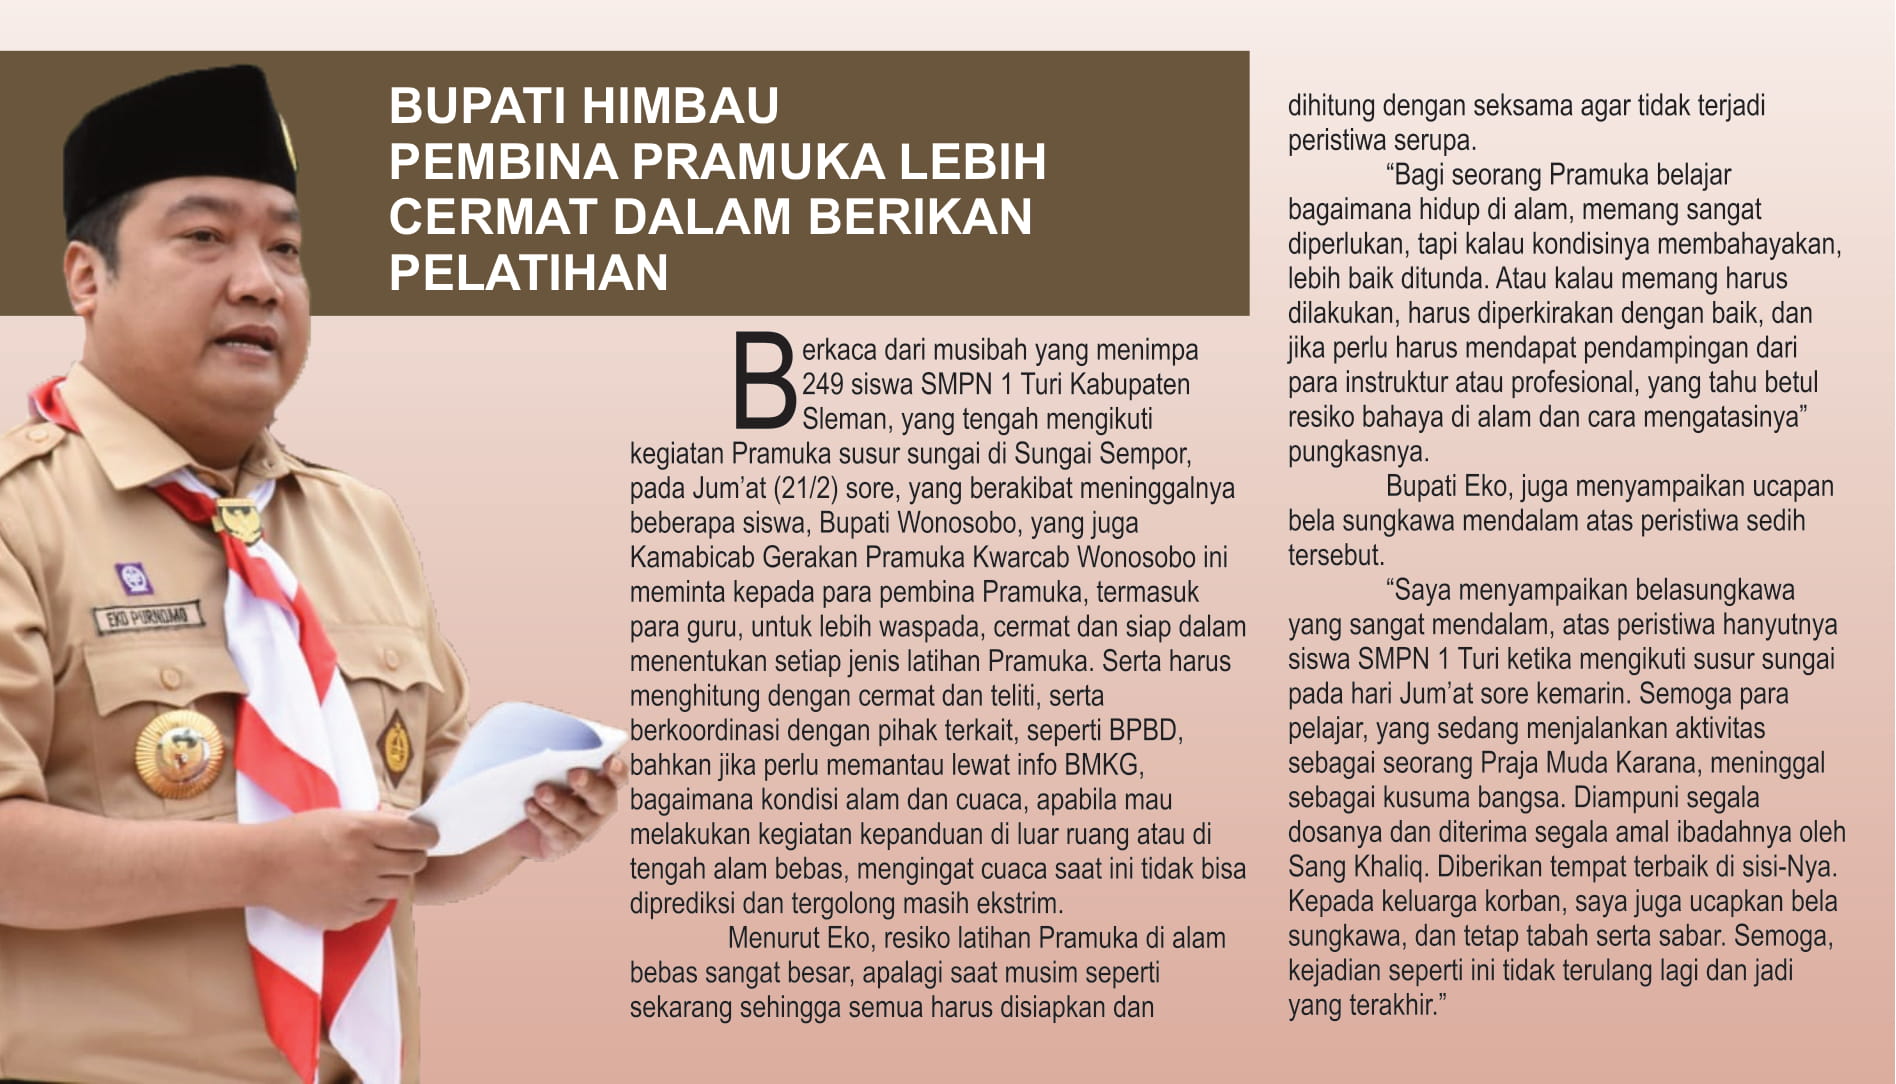 BUPATI HIMBAU
PEMBINA PRAMUKA LEBIH
CERMAT DALAM BERIKAN
PELATIHAN
EKO PURNOMO
Berkaca dari musibah yang menimpa
249 siswa SMPN 1 Turi Kabupaten
Sleman, yang tengah mengikuti
kegiatan Pramuka susur sungai di Sungai Sempor,
pada Jum’at (21/2) sore, yang berakibat meninggalnya
beberapa siswa, Bupati Wonosobo, yang juga
Kamabicab Gerakan Pramuka Kwarcab Wonosobo ini
meminta kepada para pembina Pramuka, termasuk
para guru, untuk lebih waspada, cermat dan siap dalam
menentukan setiap jenis latihan Pramuka. Serta harus
menghitung dengan cermat dan teliti, serta
berkoordinasi dengan pihak terkait, seperti BPBD,
bahkan jika perlu memantau lewat info BMKG,
bagaimana kondisi alam dan cuaca, apabila mau
melakukan kegiatan kepanduan di luar ruang atau di
tengah alam bebas, mengingat cuaca saat ini tidak bisa
diprediksi dan tergolong masih ekstrim.
Menurut Eko, resiko latihan Pramuka di alam
bebas sangat besar, apalagi saat musim seperti
sekarang sehingga semua harus disiapkan dan
dihitung dengan seksama agar tidak terjadi
peristiwa serupa.
“Bagi seorang Pramuka belajar
bagaimana hidup di alam, memang sangat
diperlukan, tapi kalau kondisinya membahayakan,
lebih baik ditunda. Atau kalau memang harus
dilakukan, harus diperkirakan dengan baik, dan
jika perlu harus mendapat pendampingan dari
para instruktur atau profesional, yang tahu betul
resiko bahaya di alam dan cara mengatasinya”
pungkasnya.
Bupati Eko, juga menyampaikan ucapan
bela sungkawa mendalam atas peristiwa sedih
tersebut.
“Saya menyampaikan belasungkawa
yang sangat mendalam, atas peristiwa hanyutnya
siswa SMPN 1 Turi ketika mengikuti susur sungai
pada hari Jum’at sore kemarin. Semoga para
pelajar, yang sedang menjalankan aktivitas
sebagai seorang Praja Muda Karana, meninggal
sebagai kusuma bangsa. Diampuni segala
dosanya dan diterima segala amal ibadahnya oleh
Sang Khaliq. Diberikan tempat terbaik di sisi-Nya.
Kepada keluarga korban, saya juga ucapkan bela
sungkawa, dan tetap tabah serta sabar. Semoga,
kejadian seperti ini tidak terulang lagi dan jadi
yang terakhir.”